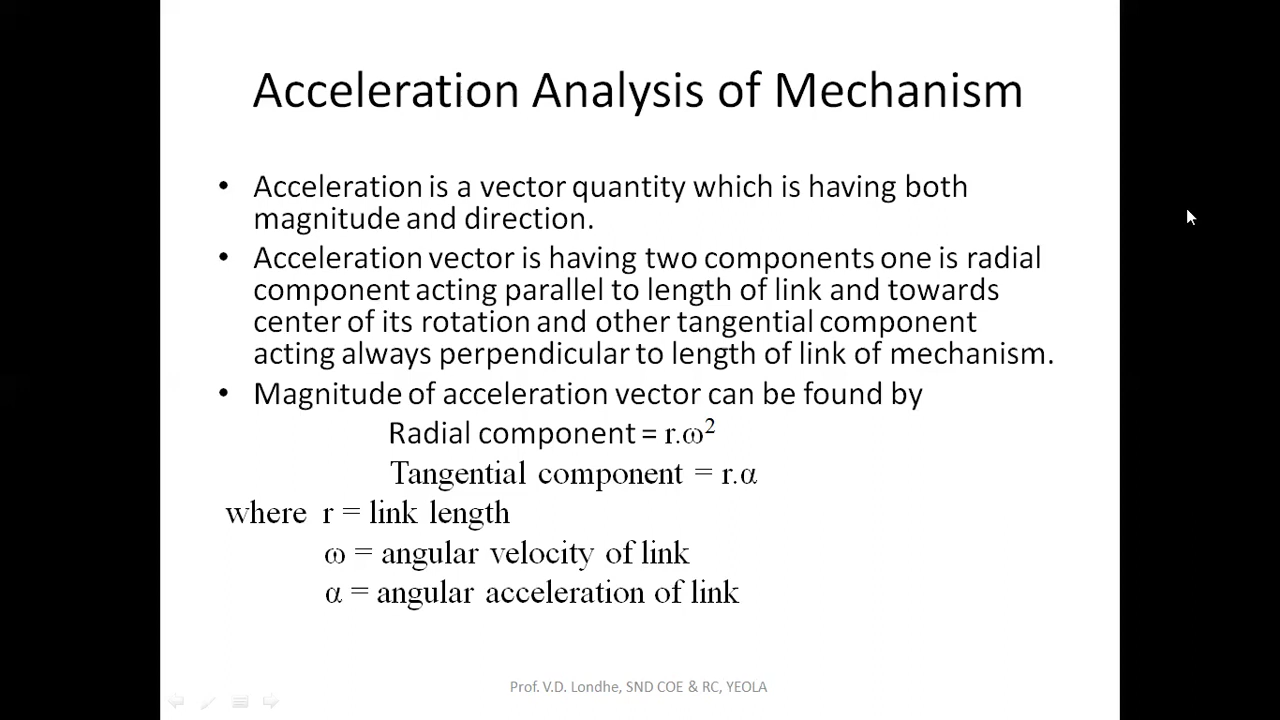 Acceleration Analysis of Mechanism
• Acceleration is a vector quantity which is having both
magnitude and direction.
• Acceleration vector is having two components one is radial
component acting parallel to length of link and towards
center of its rotation and other tangential component
acting always perpendicular to length of link of mechanism.
• Magnitude of acceleration vector can be found by
Radial component = r.ω²
Tangential component = r.α
where r = link length
ω = angular velocity of link
α = angular acceleration of link
Prof. V.D. Londhe, SND COE & RC, YEOLA